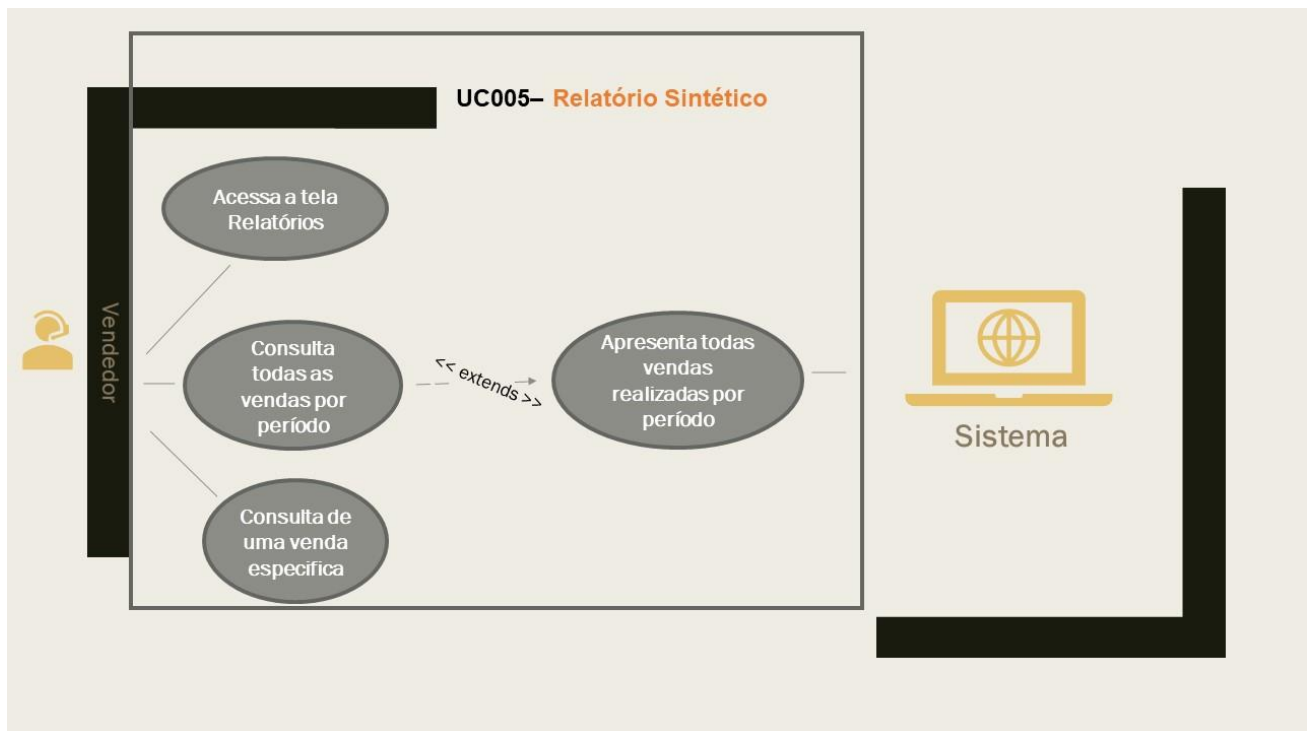 UC005– Relatório Sintético
Acessa a tela
Relatórios
Vendedor
Consulta
todas as
vendas por
período
<< extends >>
Apresenta todas
vendas
realizadas por
período
Sistema
Consulta de
uma venda
especifica